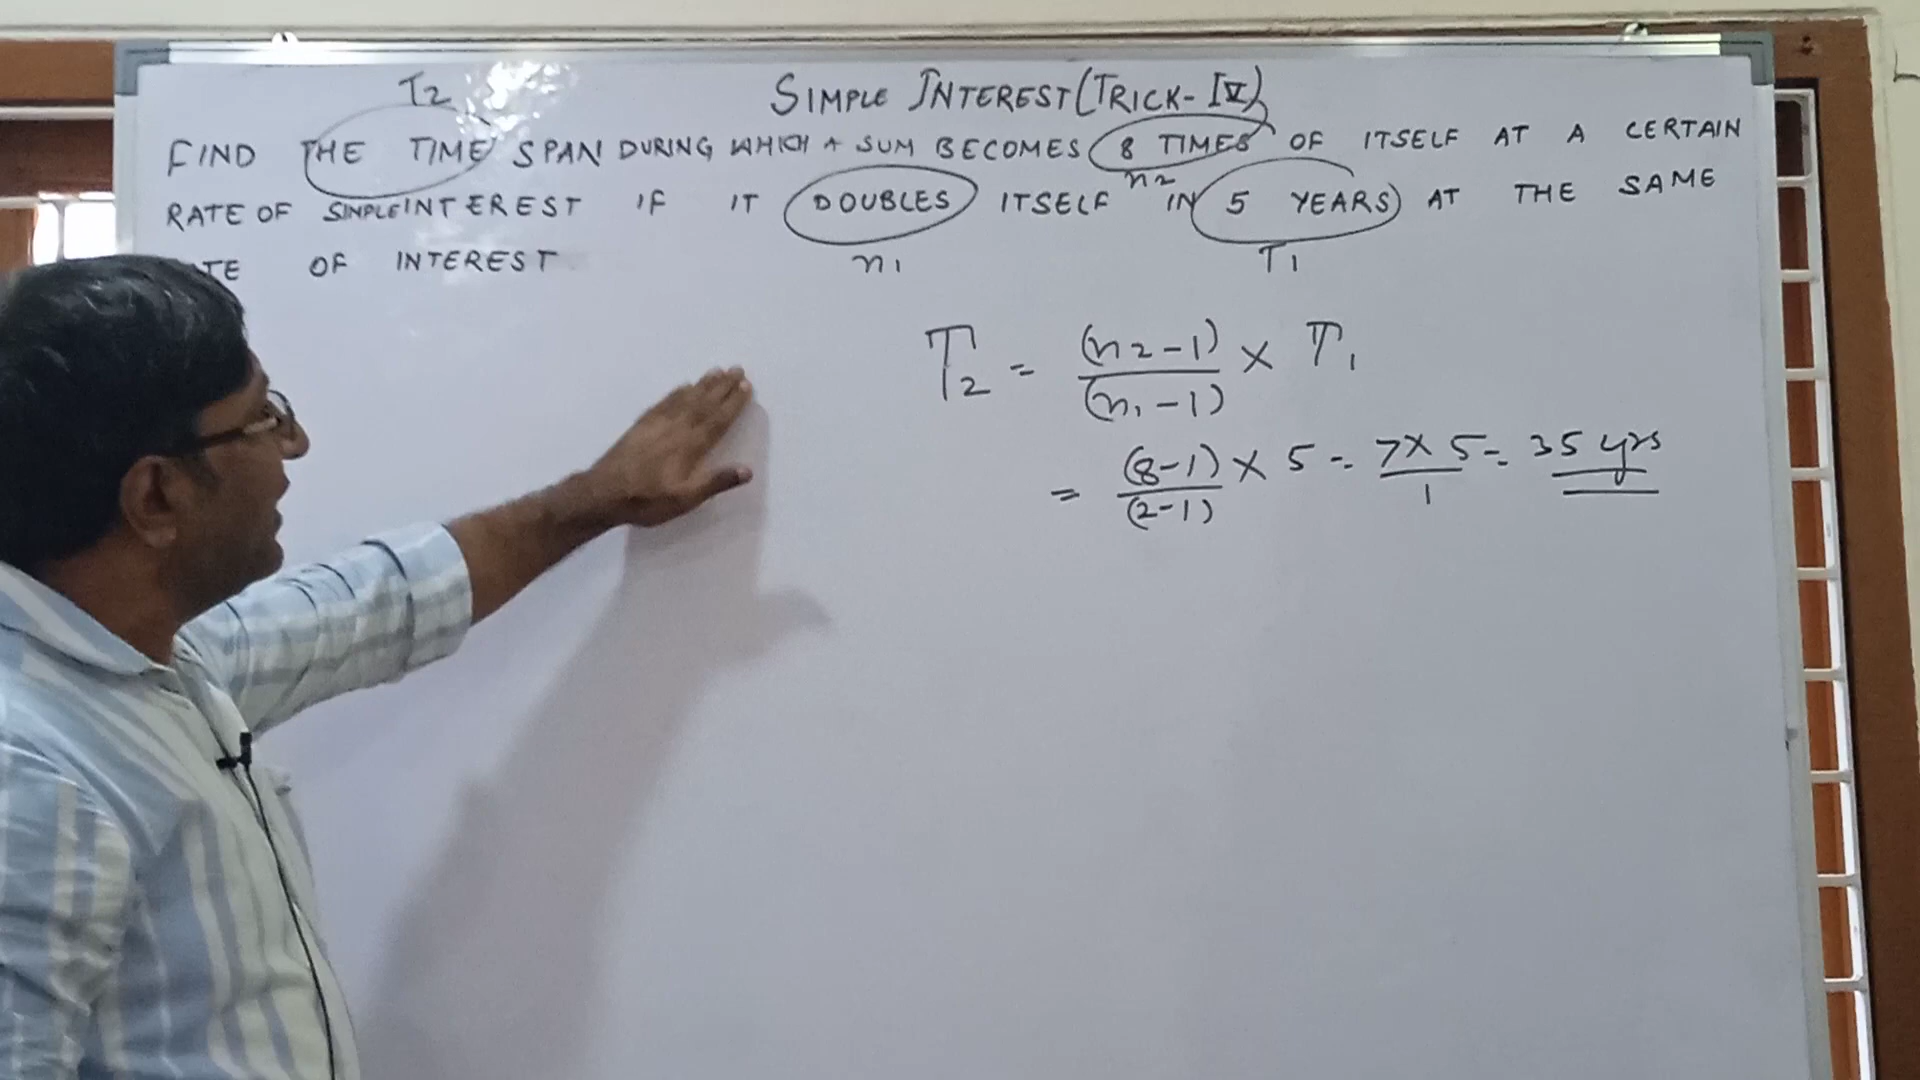 T2
SIMPLE INTEREST (TRICK-IV)
FIND THE TIME SPAN DURING WHICH A SUM BECOMES 8 TIMES OF ITSELF AT A CERTAIN
n2
RATE OF SIMPLE INTEREST IF IT DOUBLES ITSELF IN 5 YEARS AT THE SAME
TE OF INTEREST
n1 T1
T2 = (n2-1)/(n1-1) × T1
= (8-1)/(2-1) × 5 = 7×5/1 = 35 yrs